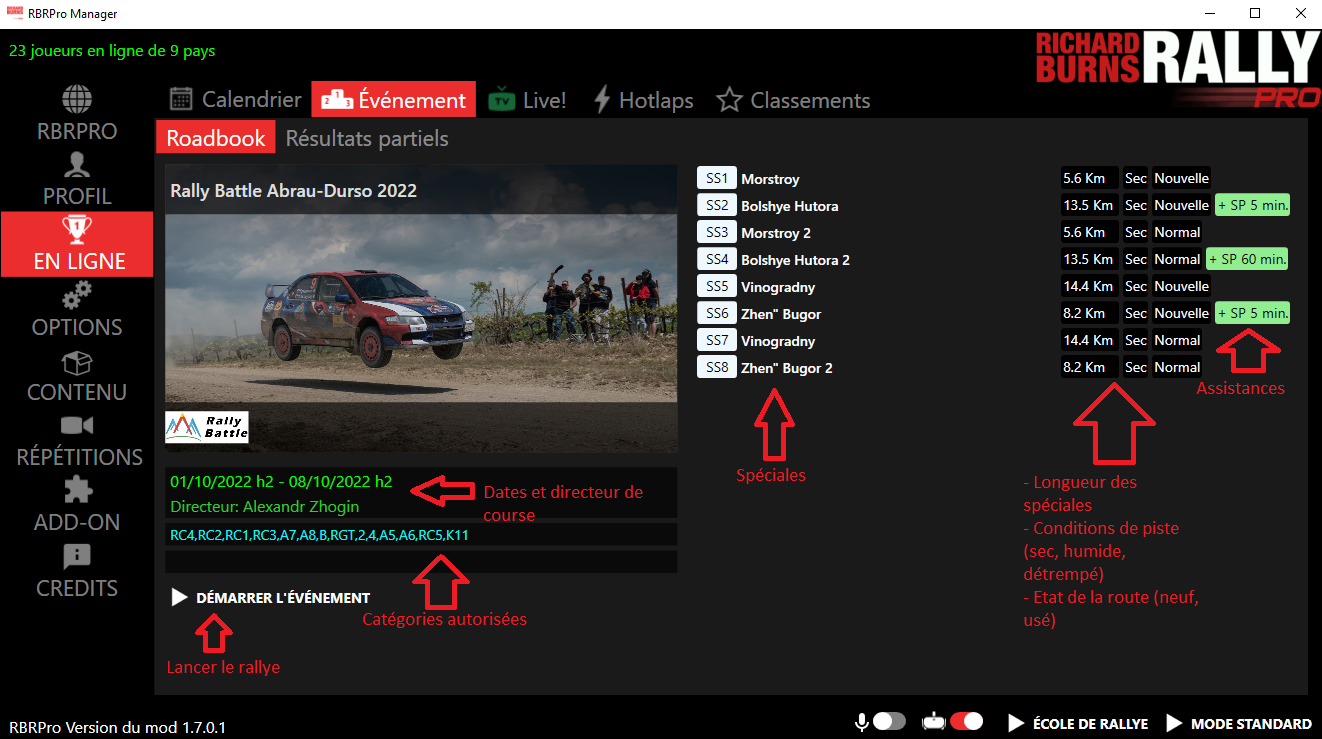 RBRPro Manager
23 joueurs en ligne de 9 pays
RICHARD BURNS RALLY PRO
Calendrier
Événement
Live!
Hotlaps
Classements
RBRPRO
PROFIL
EN LIGNE
OPTIONS
CONTENU
RÉPÉTITIONS
ADD-ON
CREDITS
Roadbook
Résultats partiels
Rally Battle Abrau-Durso 2022
Rally
Battle
SS1 Morstroy 5.6 Km Sec Nouvelle
SS2 Bolshye Hutora 13.5 Km Sec Nouvelle + SP 5 min.
SS3 Morstroy 2 5.6 Km Sec Normal
SS4 Bolshye Hutora 2 13.5 Km Sec Normal + SP 60 min.
SS5 Vinogradny 14.4 Km Sec Nouvelle
SS6 Zhen" Bugor 8.2 Km Sec Nouvelle + SP 5 min.
SS7 Vinogradny 14.4 Km Sec Normal
SS8 Zhen" Bugor 2 8.2 Km Sec Normal
Assistances
Spéciales
- Longueur des
spéciales
- Conditions de piste
(sec, humide,
détrempé)
- Etat de la route (neuf,
usé)
01/10/2022 h2 - 08/10/2022 h2
Directeur: Alexandr Zhogin
Dates et directeur de
course
RC4,RC2,RC1,RC3,A7,A8,B,RGT,2,4,A5,A6,RC5,K11
DÉMARRER L'ÉVÉNEMENT
Catégories autorisées
Lancer le rallye
RBRPro Version du mod 1.7.0.1
ÉCOLE DE RALLYE
MODE STANDARD